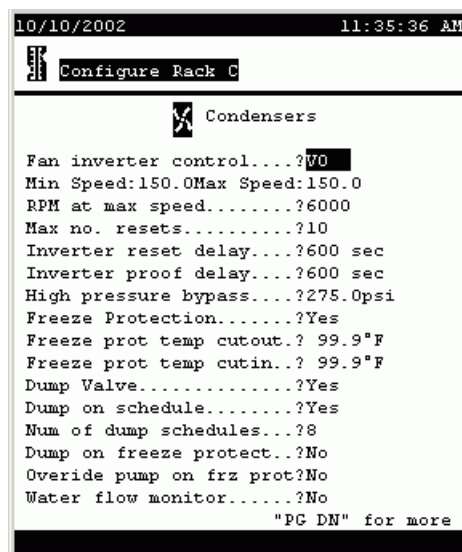 10/10/2002 11:35:36 AM
Configure Rack C
Condensers
Fan inverter control....?VO
Min Speed:150.0Max Speed:150.0
RPM at max speed........?6000
Max no. resets..........?10
Inverter reset delay....?600 sec
Inverter proof delay....?600 sec
High pressure bypass....?275.0psi
Freeze Protection.......?Yes
Freeze prot temp cutout.? 99.9°F
Freeze prot temp cutin..? 99.9°F
Dump Valve..............?Yes
Dump on schedule........?Yes
Num of dump schedules...?8
Dump on freeze protect..?No
Overide pump on frz prot?No
Water flow monitor......?No
"PG DN" for more